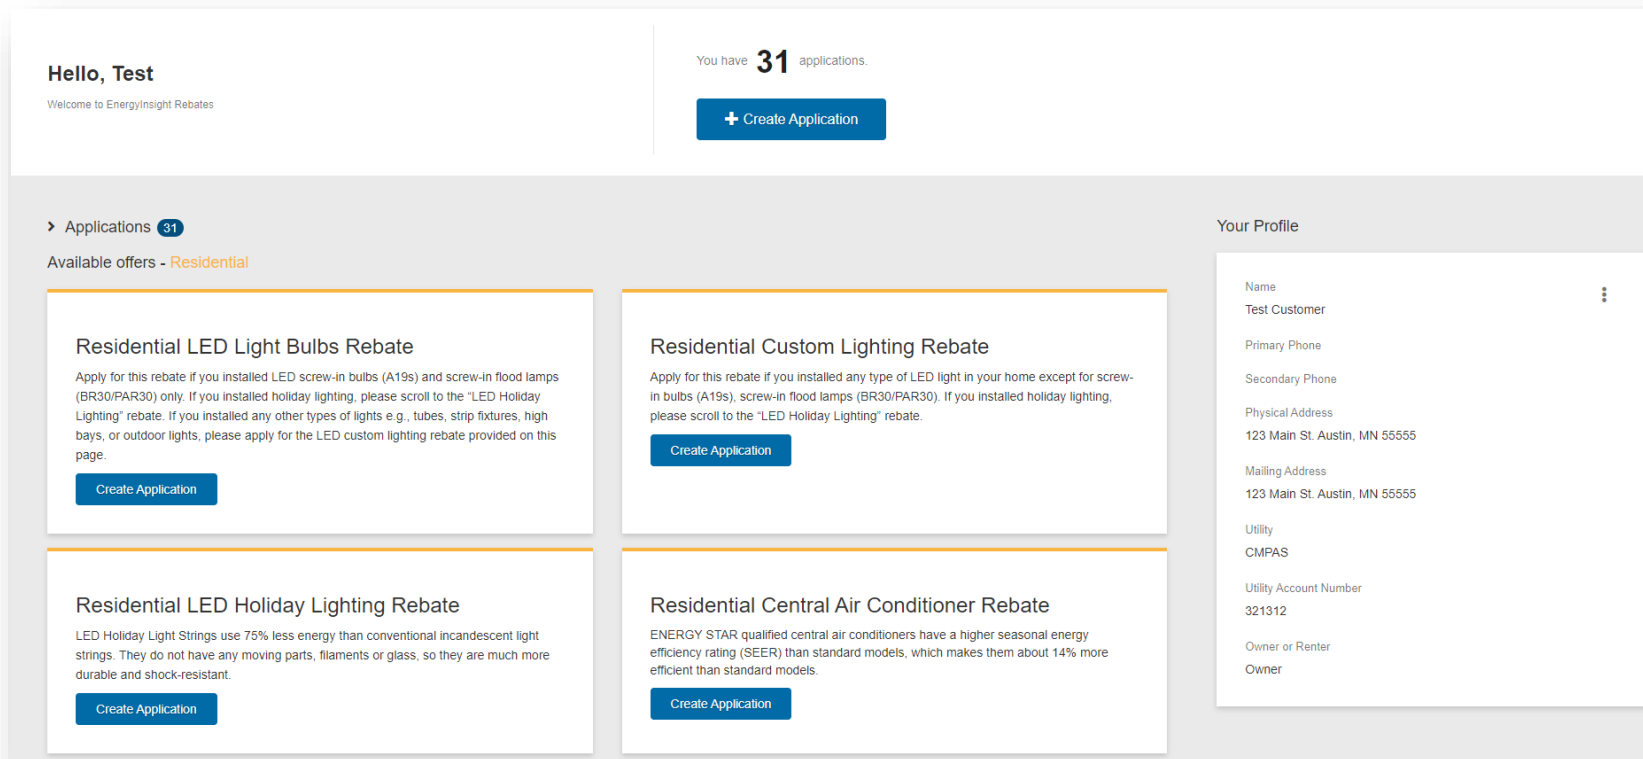 Hello, Test
Welcome to EnergyInsight Rebates
You have 31 applications.
+ Create Application
Applications 31
Available offers - Residential
Residential LED Light Bulbs Rebate
Apply for this rebate if you installed LED screw-in bulbs (A19s) and screw-in flood lamps
(BR30/PAR30) only. If you installed holiday lighting, please scroll to the “LED Holiday
Lighting” rebate. If you installed any other types of lights e.g., tubes, strip fixtures, high
bays, or outdoor lights, please apply for the LED custom lighting rebate provided on this
page.
Create Application
Residential Custom Lighting Rebate
Apply for this rebate if you installed any type of LED light in your home except for screw-
in bulbs (A19s), screw-in flood lamps (BR30/PAR30). If you installed holiday lighting,
please scroll to the “LED Holiday Lighting” rebate.
Create Application
Residential LED Holiday Lighting Rebate
LED Holiday Light Strings use 75% less energy than conventional incandescent light
strings. They do not have any moving parts, filaments or glass, so they are much more
durable and shock-resistant.
Create Application
Residential Central Air Conditioner Rebate
ENERGY STAR qualified central air conditioners have a higher seasonal energy
efficiency rating (SEER) than standard models, which makes them about 14% more
efficient than standard models.
Create Application
Your Profile
Name
Test Customer
Primary Phone
Secondary Phone
Physical Address
123 Main St. Austin, MN 55555
Mailing Address
123 Main St. Austin, MN 55555
Utility
CMPAS
Utility Account Number
321312
Owner or Renter
Owner